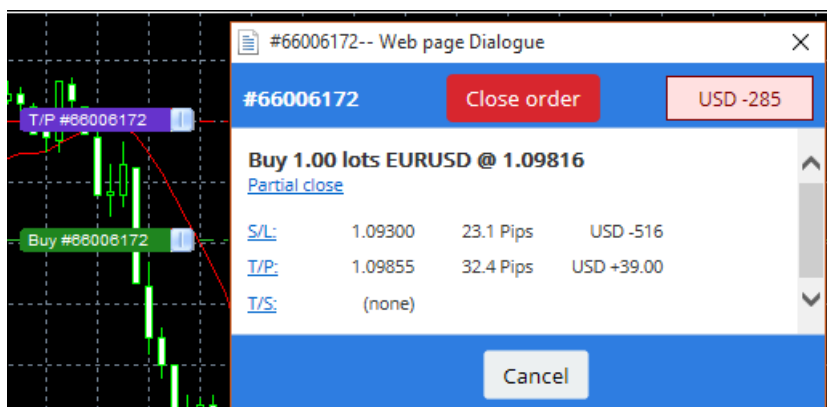 #66006172-- Web page Dialogue
#66006172 Close order USD -285
T/P #66006172
Buy 1.00 lots EURUSD @ 1.09816
Partial close
Buy #66006172
S/L: 1.09300 23.1 Pips USD -516
T/P: 1.09855 32.4 Pips USD +39.00
T/S: (none)
Cancel